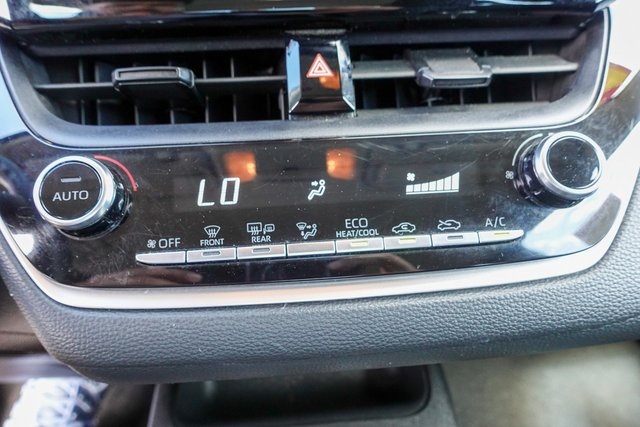 AUTO
LO
OFF
FRONT
REAR
ECO
HEAT/COOL
A/C